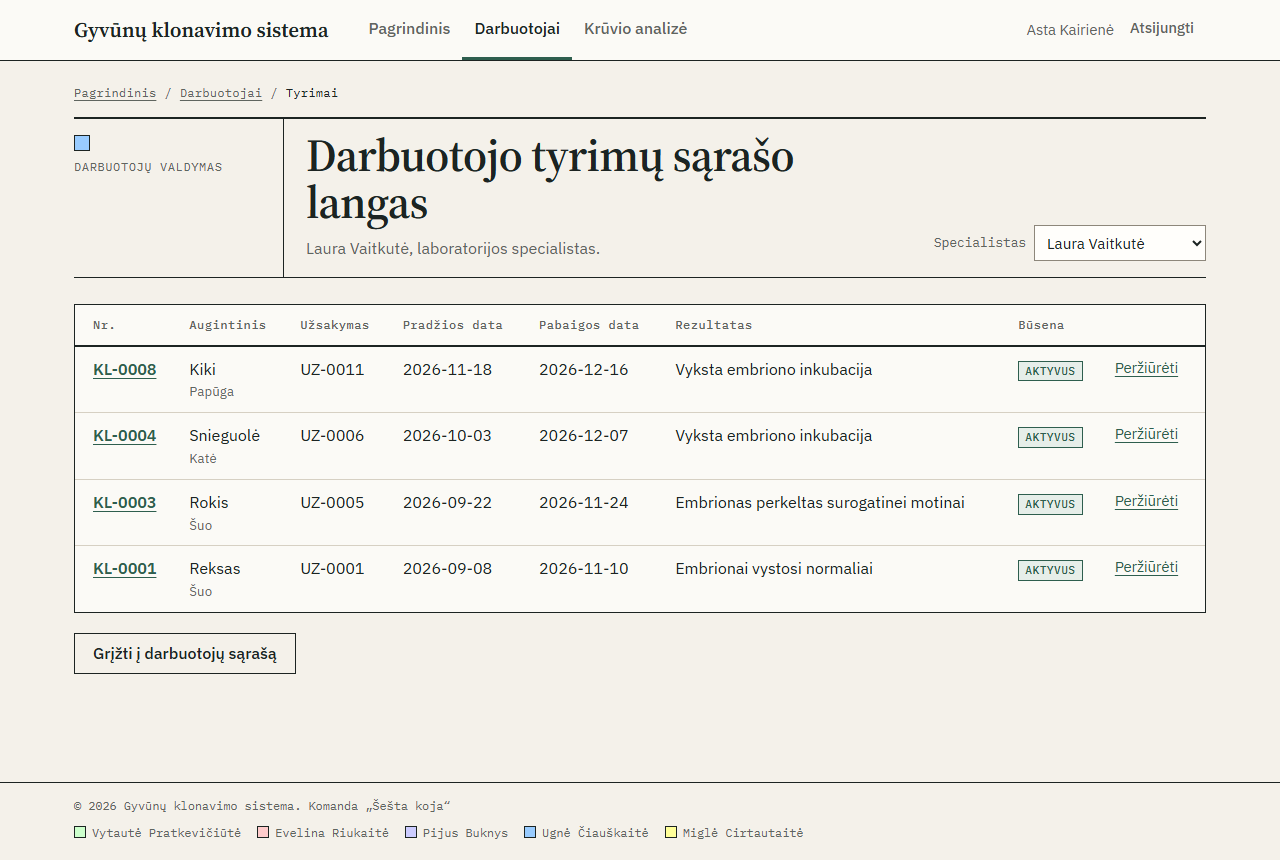 Gyvūnų klonavimo sistema Pagrindinis Darbuotojai Krūvio analizė Asta Kairienė Atsijungti
Pagrindinis / Darbuotojai / Tyrimai
DARBUOTOJŲ VALDYMAS
Darbuotojo tyrimų sąrašo
langas
Laura Vaitkutė, laboratorijos specialistas.
Specialistas Laura Vaitkutė
Nr. Augintinis Užsakymas Pradžios data Pabaigos data Rezultatas Būsena
KL-0008 Kiki UZ-0011 2026-11-18 2026-12-16 Vyksta embriono inkubacija AKTYVUS Peržiūrėti
Papūga
KL-0004 Snieguolė UZ-0006 2026-10-03 2026-12-07 Vyksta embriono inkubacija AKTYVUS Peržiūrėti
Katė
KL-0003 Rokis UZ-0005 2026-09-22 2026-11-24 Embrionas perkeltas surogatinei motinai AKTYVUS Peržiūrėti
Šuo
KL-0001 Reksas UZ-0001 2026-09-08 2026-11-10 Embrionai vystosi normaliai AKTYVUS Peržiūrėti
Šuo
Grįžti į darbuotojų sąrašą
© 2026 Gyvūnų klonavimo sistema. Komanda „Šešta koja“
Vytautė Pratkevičiūtė Evelina Riukaitė Pijus Buknys Ugnė Čiauškaitė Miglė Cirtautaitė